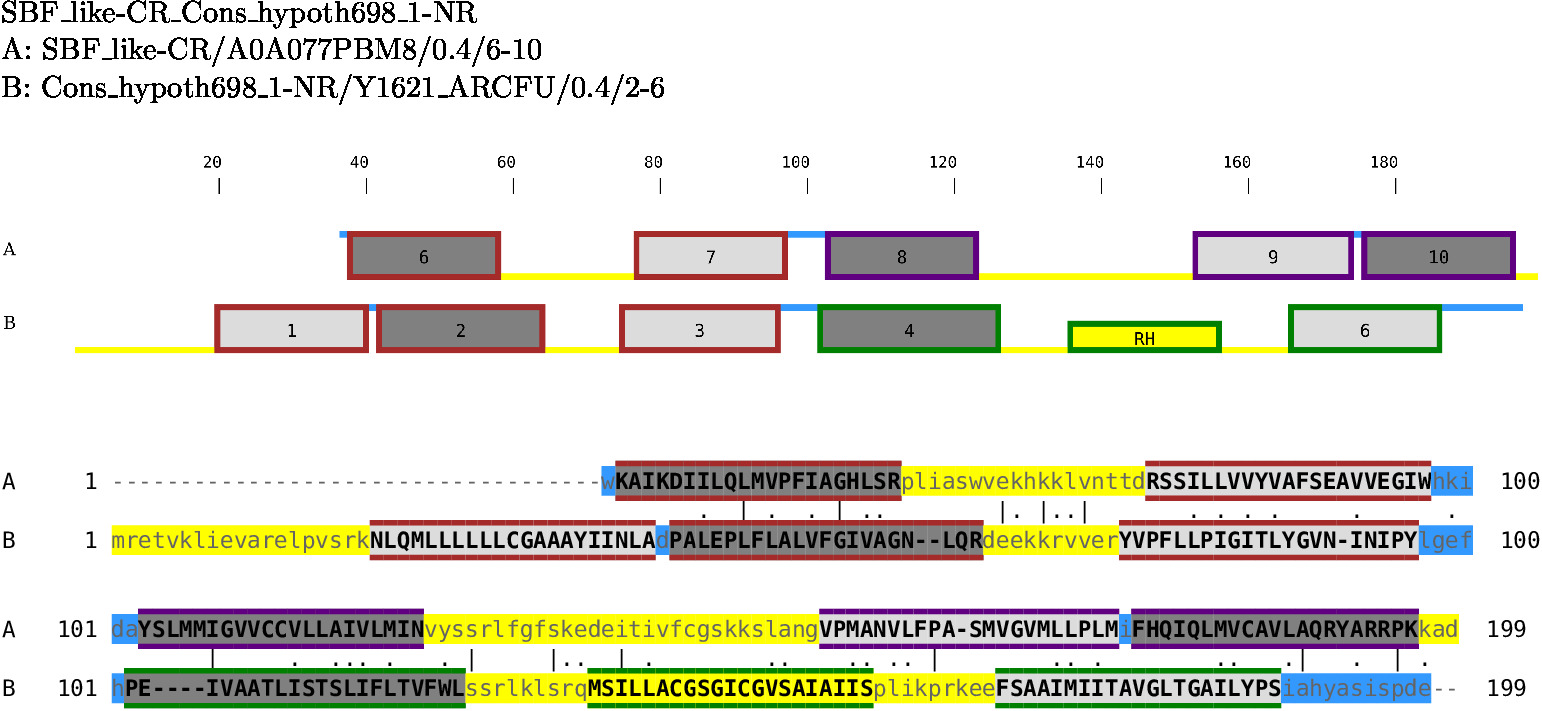 SBF_like-CR_Cons_hypoth698_1-NR
A: SBF_like-CR/A0A077PBM8/0.4/6-10
B: Cons_hypoth698_1-NR/Y1621_ARCFU/0.4/2-6
20 40 60 80 100 120 140 160 180
A 6 7 8 9 10
B 1 2 3 4 RH 6
A 1 ------------------------------------wKAIKDIILQLMVPFIAGHLSRpliaswvekhkklvnttdRSSILLVVYVAFSEAVVEGIWhki 100
B 1 mretvklievarelpvsrkNLQMLLLLLLCGAAAYIINLAdPALEPLFLALVFGIVAGN--LQRdeekkrvverYVPFLLPIGITLYGVN-INIPYlgef 100
A 101 daYSLMMIGVVCCVLLAIVLMINvyssrlfgfskedeitivfcgskkslangVPMANVLFPA-SMVGVMLLPLMiFHQIQLMVCAVLAQRYARRPKkad 199
B 101 hPE----IVAATLISTSLIFLTVFWLssrlklsrqMSILLACGSGICGVSAIAIISplikprkeeFSAAIMIITAVGLTGAILYPSiahyasispde-- 199